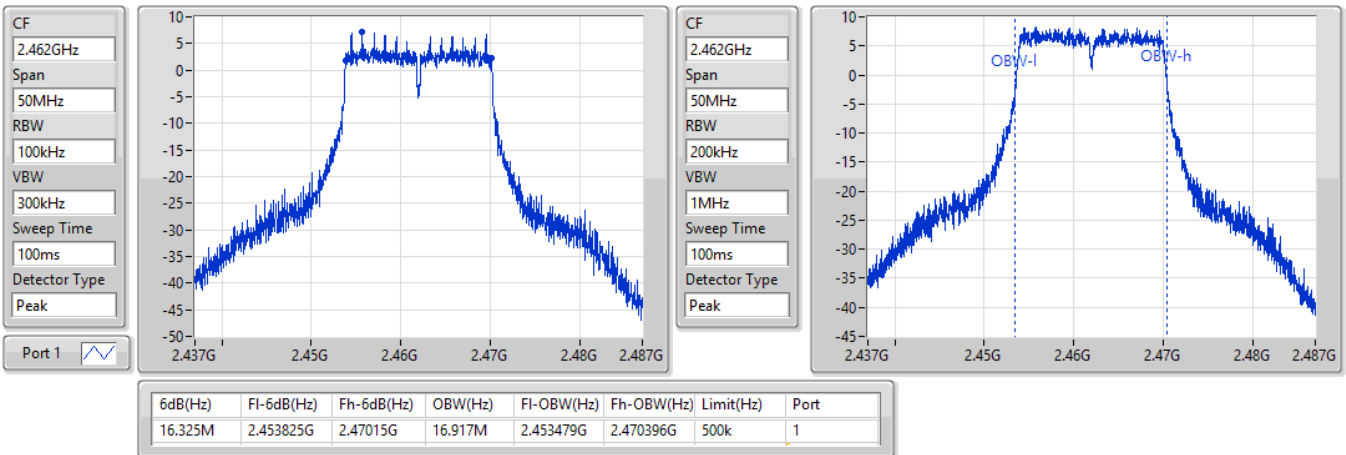 CF
2.462GHz
Span
50MHz
RBW
100kHz
VBW
300kHz
Sweep Time
100ms
Detector Type
Peak
Port 1
10
5
0
-5
-10
-15
-20
-25
-30
-35
-40
-45
-50
2.437G 2.45G 2.46G 2.47G 2.48G 2.487G
CF
2.462GHz
Span
50MHz
RBW
200kHz
VBW
1MHz
Sweep Time
100ms
Detector Type
Peak
10
5
0
-5
-10
-15
-20
-25
-30
-35
-40
-45
OBW-l OBW-h
2.437G 2.45G 2.46G 2.47G 2.48G 2.487G
6dB(Hz) Fl-6dB(Hz) Fh-6dB(Hz) OBW(Hz) Fl-OBW(Hz) Fh-OBW(Hz) Limit(Hz) Port
16.325M 2.453825G 2.47015G 16.917M 2.453479G 2.470396G 500k 1